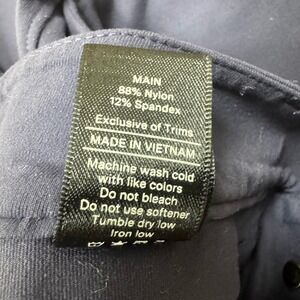 MAIN
88% Nylon
12% Spandex
Exclusive of Trims
MADE IN VIETNAM
Machine wash cold
with like colors
Do not bleach
Do not use softener
Tumble dry low
Iron low